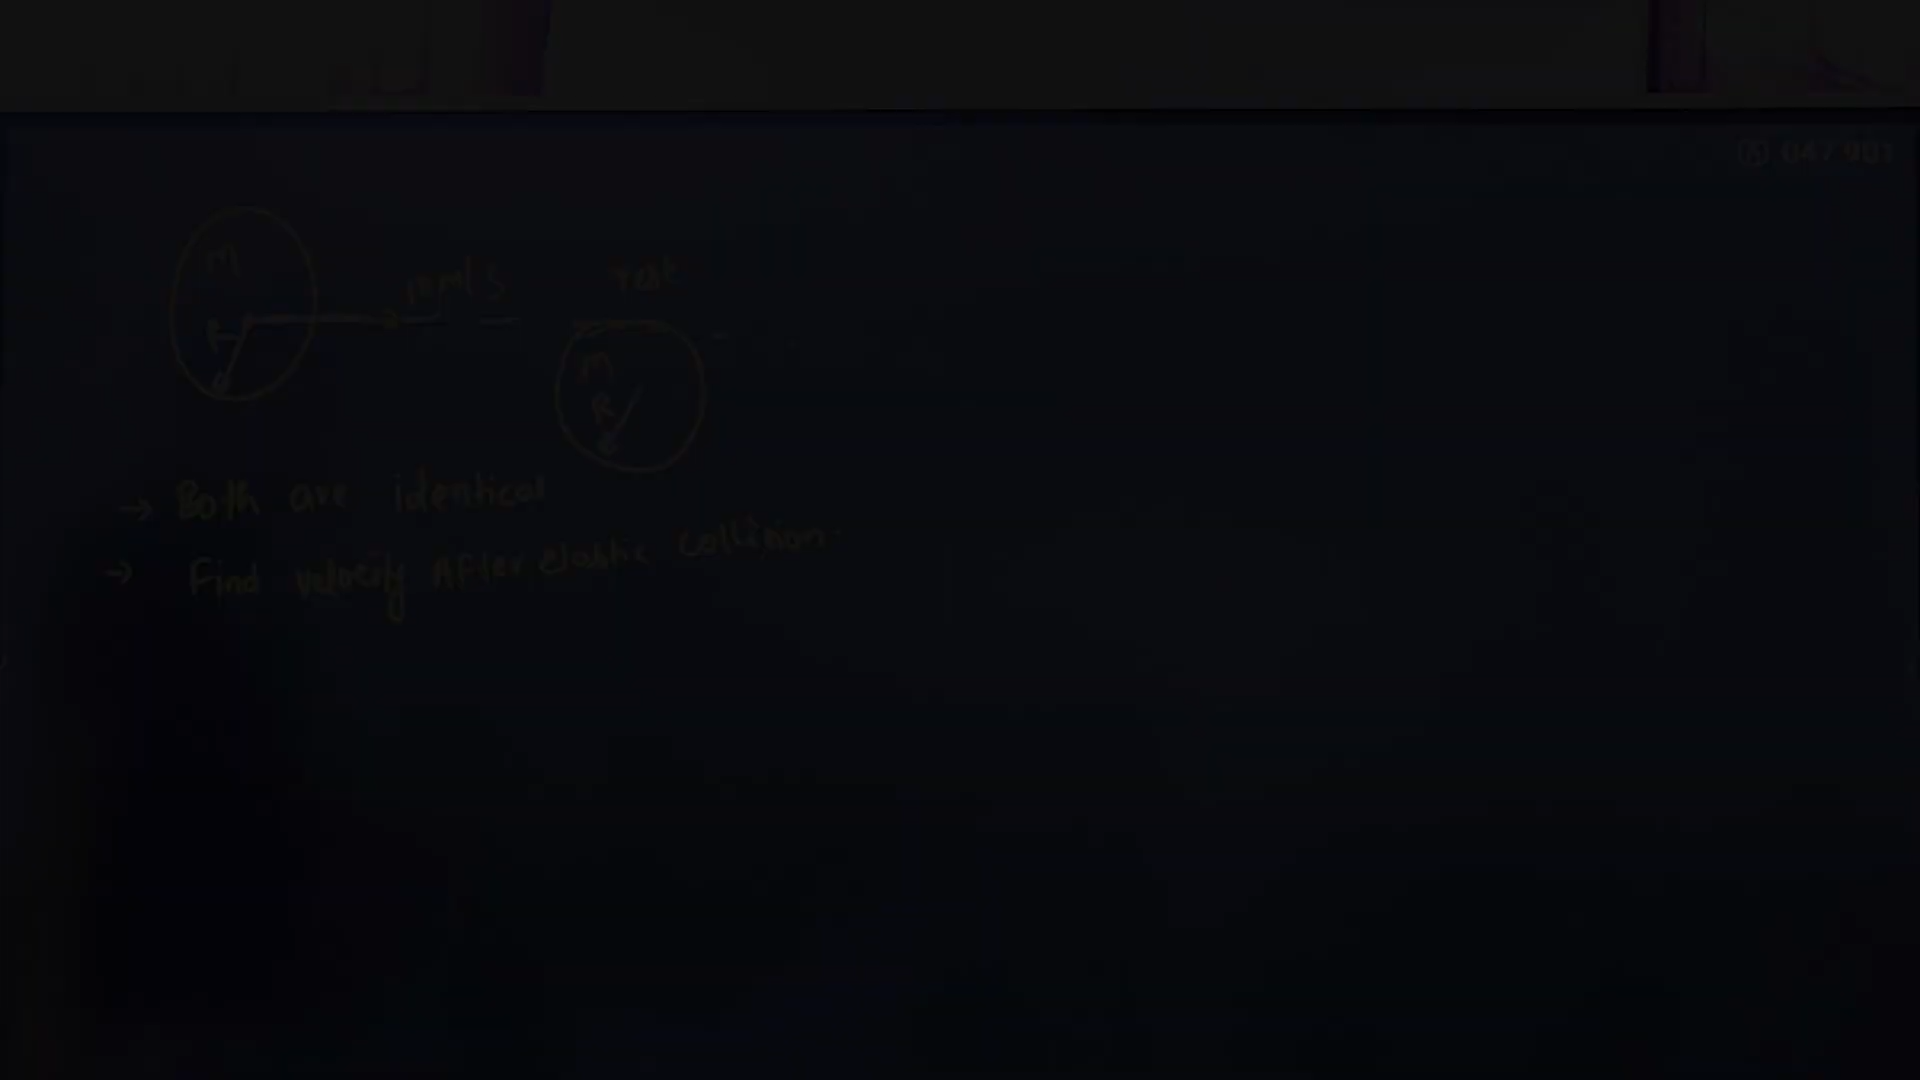 M
10 m/s
rest
R
M
R
→ Both are identical
→ Find velocity After elastic collision.